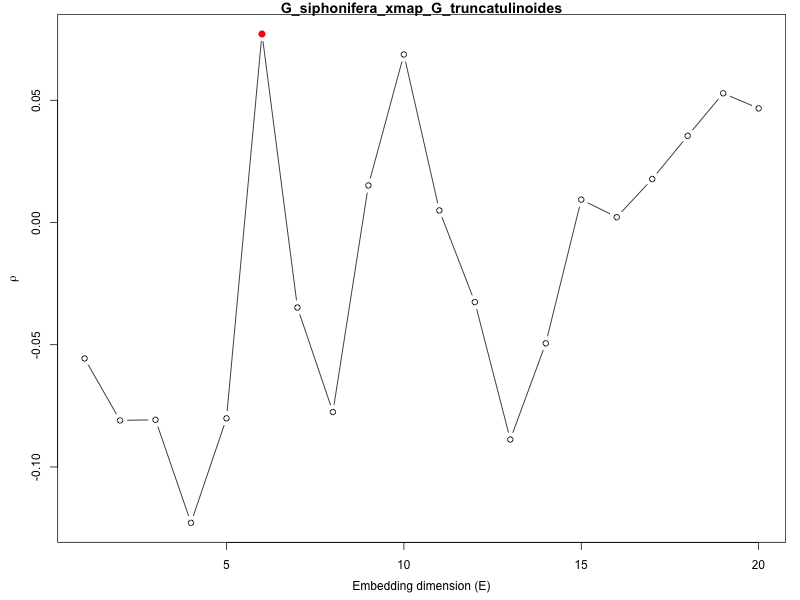 G_siphonifera_xmap_G_truncatulinoides
0.05
0.00
-0.05
-0.10
ρ
5 10 15 20
Embedding dimension (E)